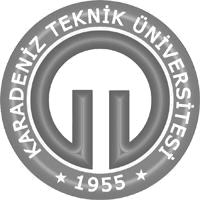 KARADENİZ TEKNİK ÜNİVERSİTESİ
★ 1955 ★